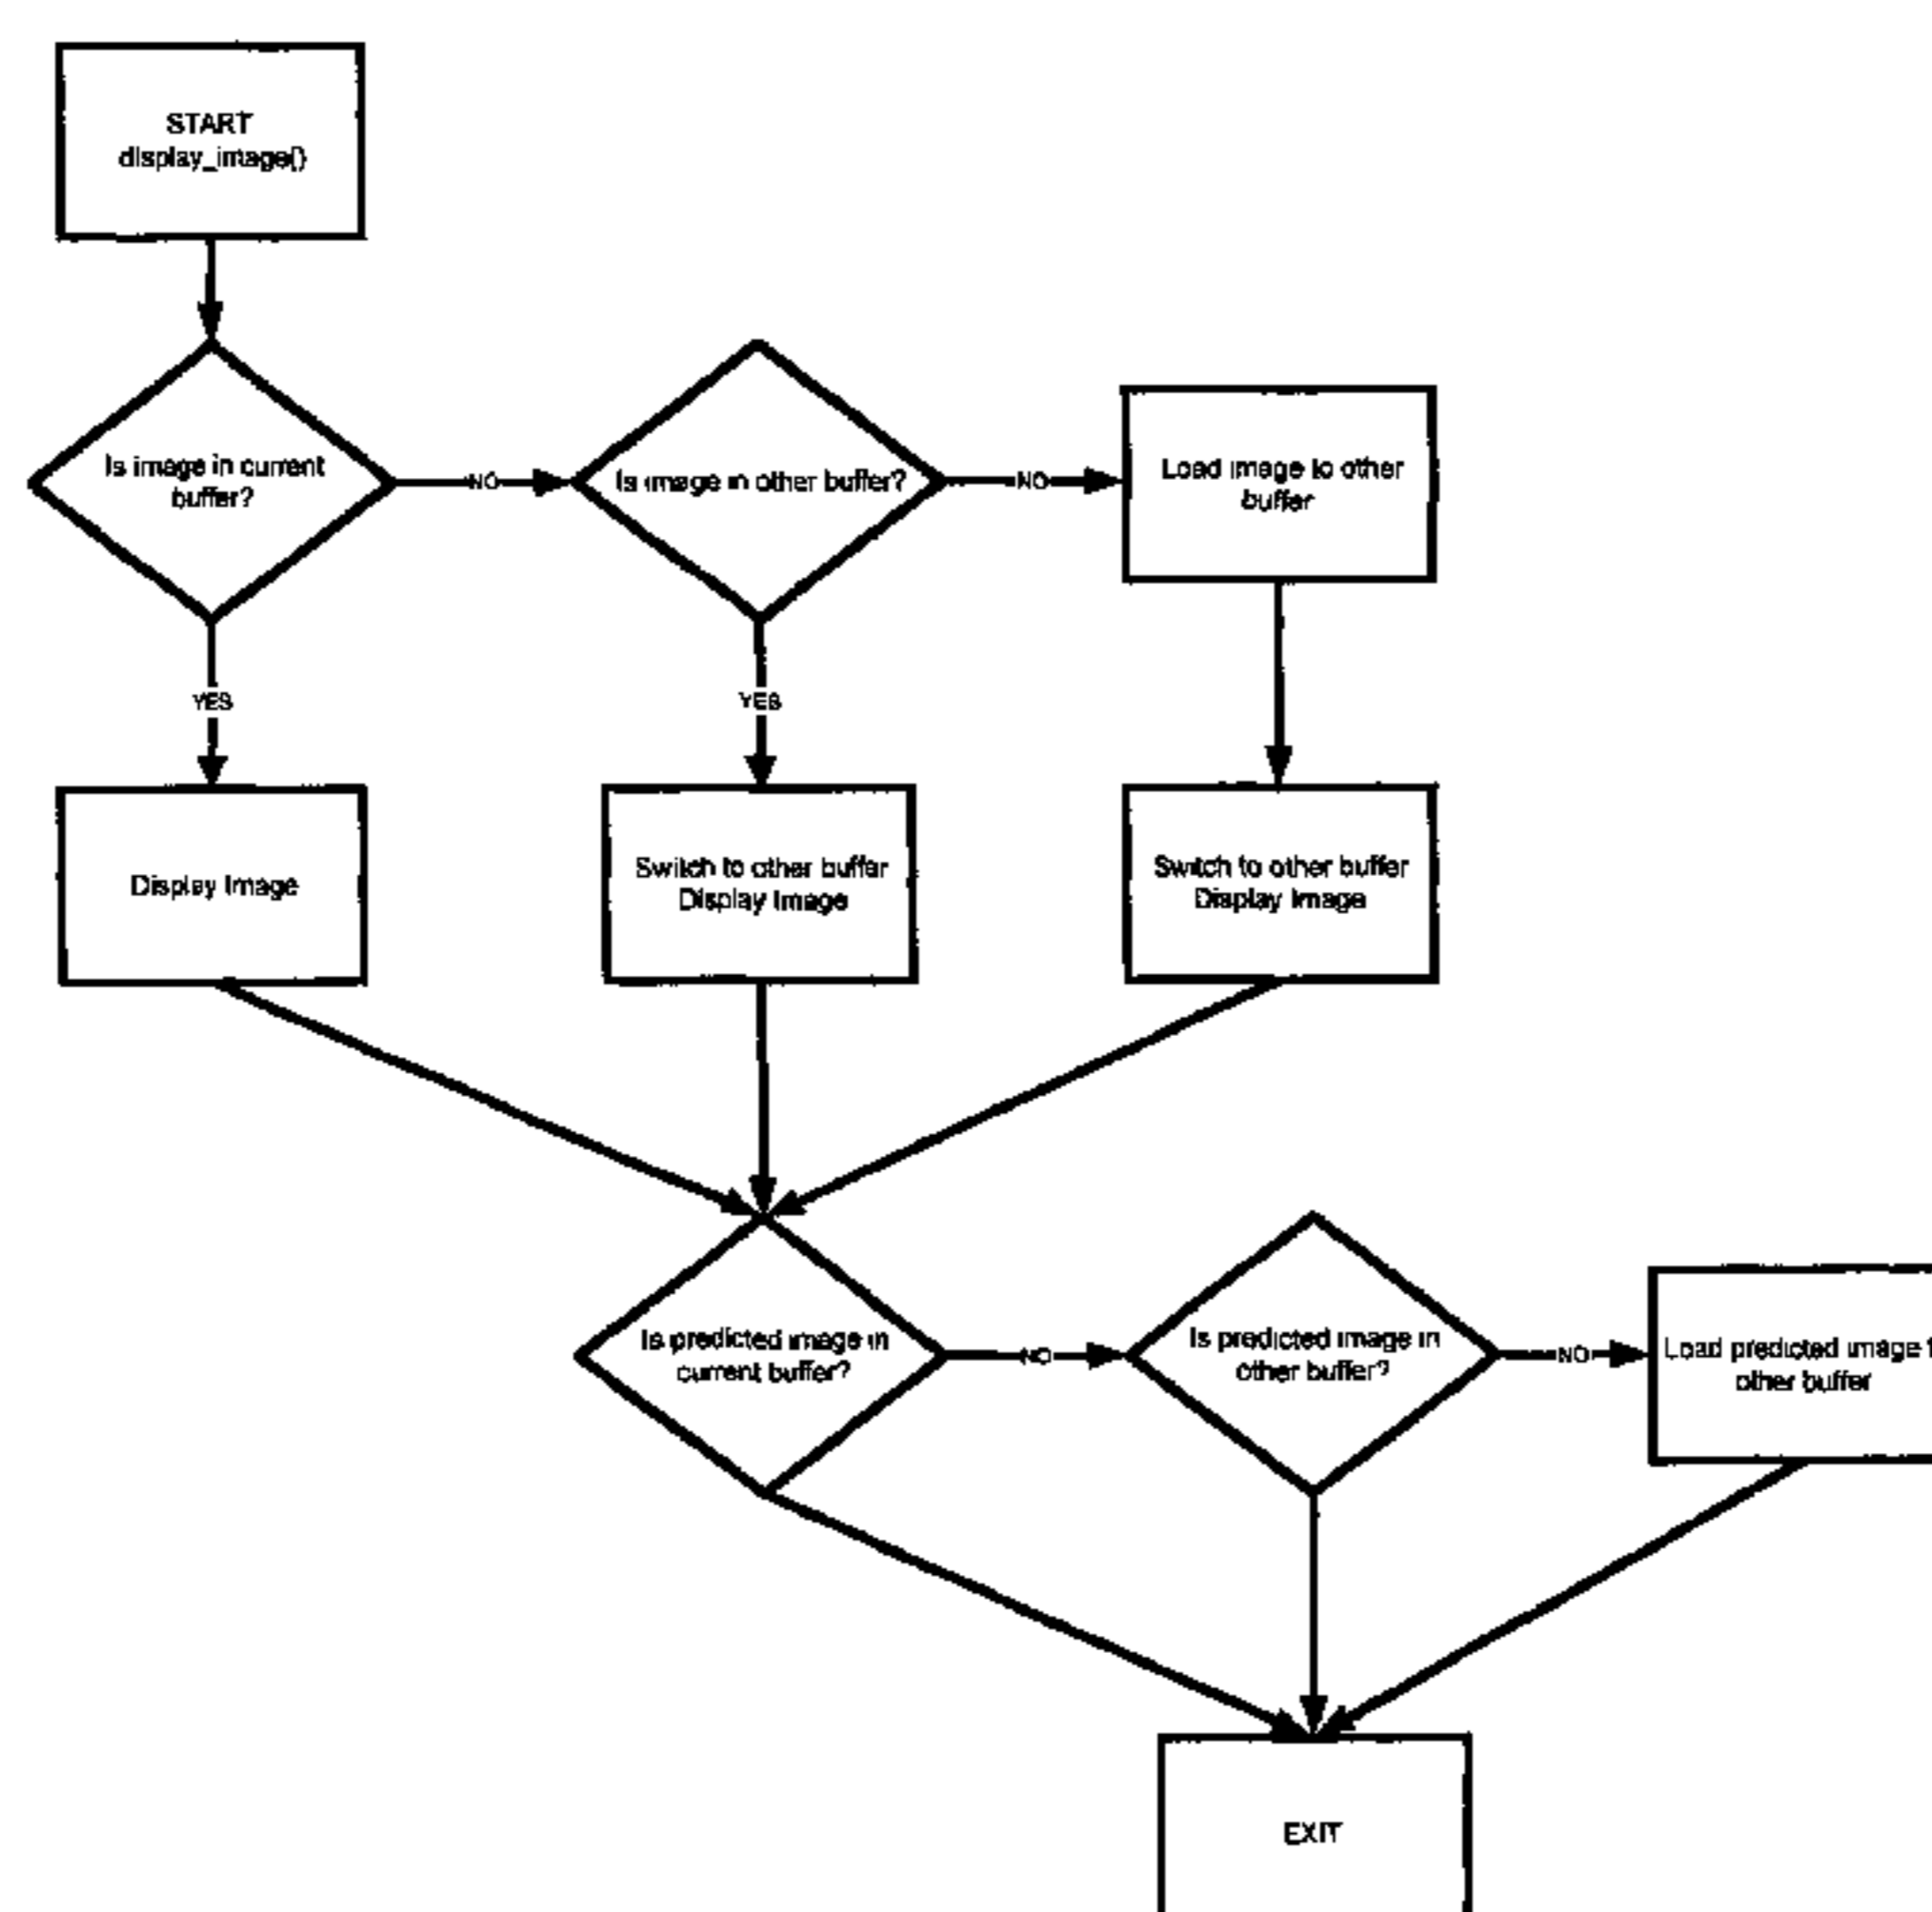 START
display_image()
Is image in current
buffer?
NO
Is image in other buffer?
NO
Load image to other
buffer
YES
YES
Display Image
Switch to other buffer
Display Image
Switch to other buffer
Display Image
Is predicted image in
current buffer?
NO
Is predicted image in
other buffer?
NO
Load predicted image
other buffer
EXIT